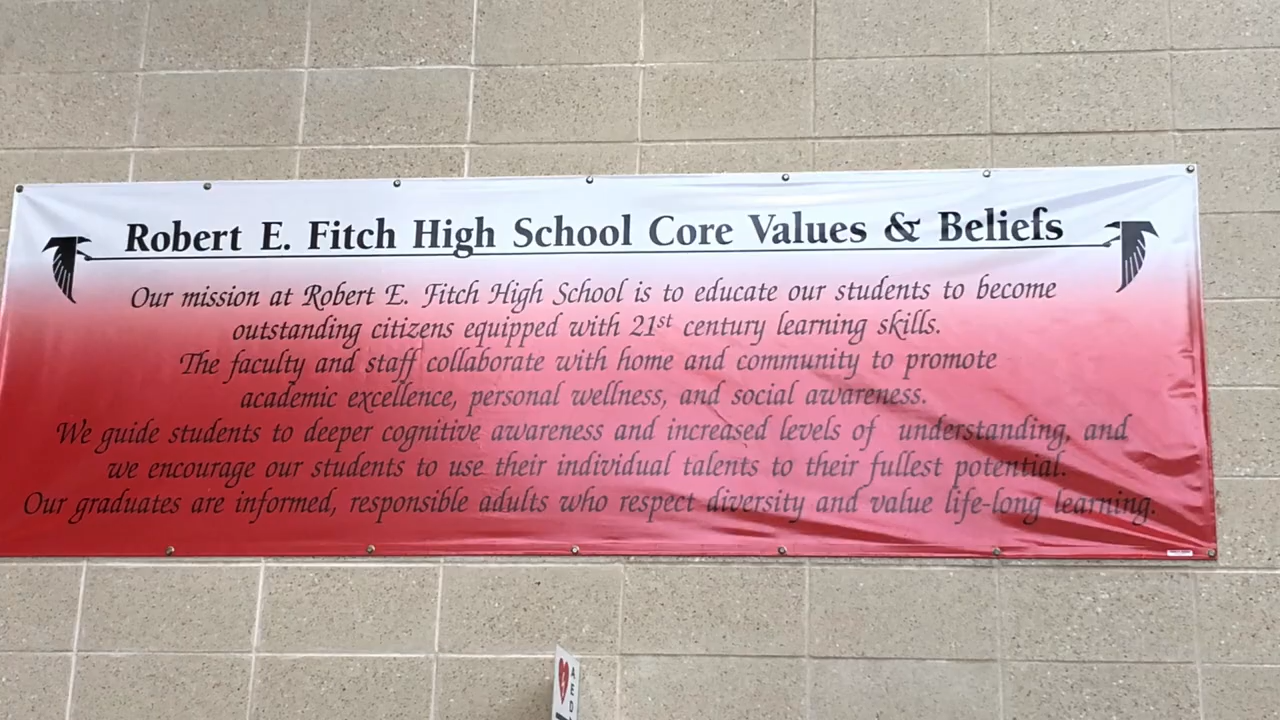 Robert E. Fitch High School Core Values & Beliefs
Our mission at Robert E. Fitch High School is to educate our students to become
outstanding citizens equipped with 21st century learning skills.
The faculty and staff collaborate with home and community to promote
academic excellence, personal wellness, and social awareness.
We guide students to deeper cognitive awareness and increased levels of understanding, and
we encourage our students to use their individual talents to their fullest potential.
Our graduates are informed, responsible adults who respect diversity and value life-long learning.
AED